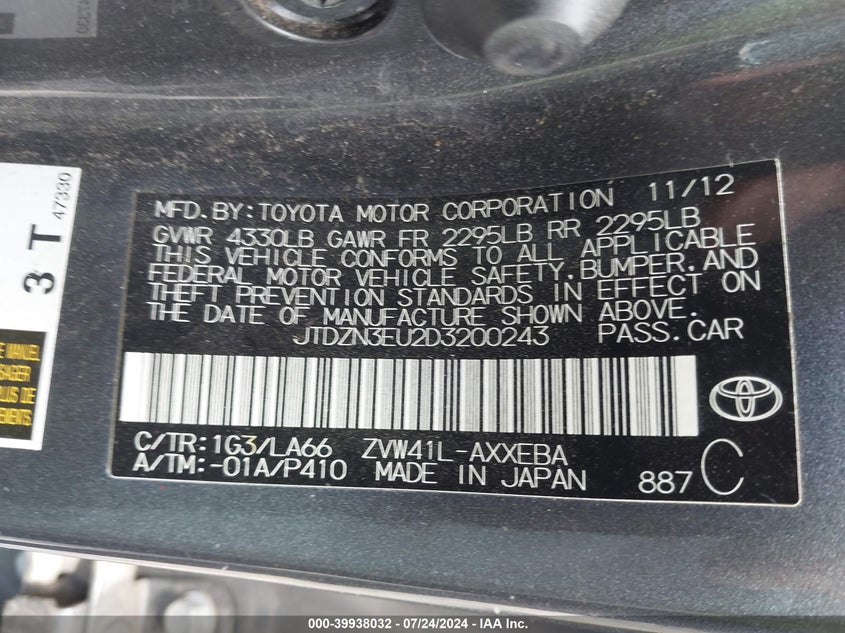 MFD.BY:TOYOTA MOTOR CORPORATION 11/12
GVWR 4330LB GAWR FR 2295LB RR 2295LB
THIS VEHICLE CONFORMS TO ALL APPLICABLE
FEDERAL MOTOR VEHICLE SAFETY,BUMPER,AND
THEFT PREVENTION STANDARDS IN EFFECT ON
THE DATE OF MANUFACTURE SHOWN ABOVE.
JTDZN3EU2D3200243 PASS.CAR
C/TR:1G3/LA66 ZVW41L-AXXEBA
A/TM:-01A/P410 MADE IN JAPAN 887 C
3 T
47330
PLUS DE
000-39938032 - 07/24/2024 - IAA Inc.